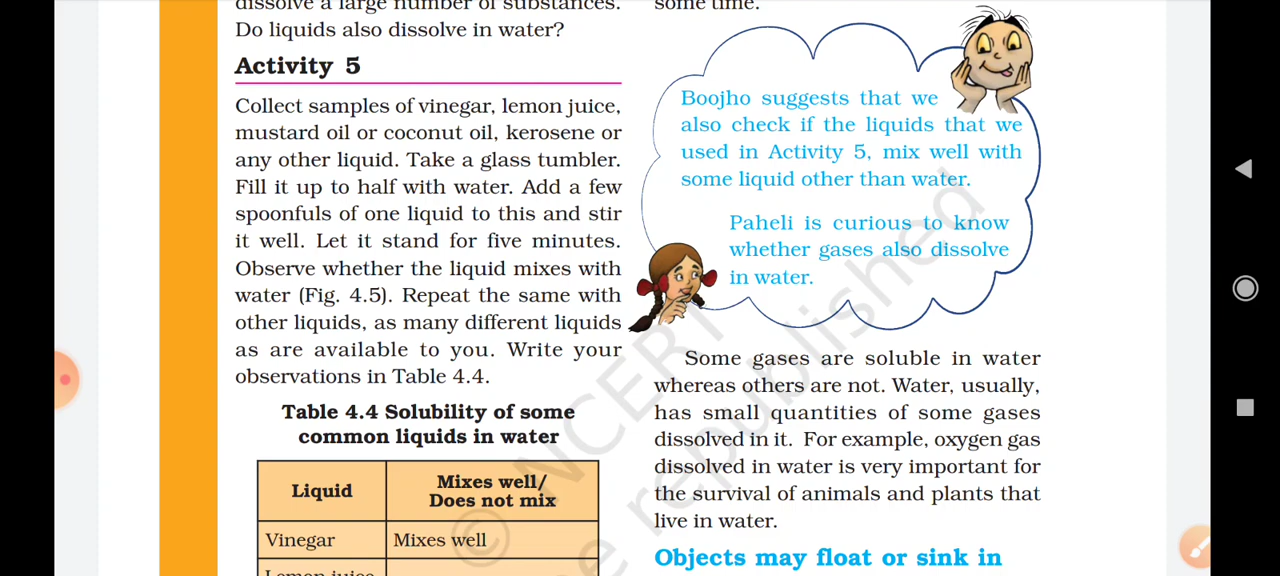 dissolve a large number of substances.
Do liquids also dissolve in water?
Activity 5
Collect samples of vinegar, lemon juice,
mustard oil or coconut oil, kerosene or
any other liquid. Take a glass tumbler.
Fill it up to half with water. Add a few
spoonfuls of one liquid to this and stir
it well. Let it stand for five minutes.
Observe whether the liquid mixes with
water (Fig. 4.5). Repeat the same with
other liquids, as many different liquids
as are available to you. Write your
observations in Table 4.4.
Table 4.4 Solubility of some
common liquids in water
Liquid
Mixes well/
Does not mix
Vinegar
Mixes well
Lemon juice
some time.
Boojho suggests that we
also check if the liquids that we
used in Activity 5, mix well with
some liquid other than water.
Paheli is curious to know
whether gases also dissolve
in water.
Some gases are soluble in water
whereas others are not. Water, usually,
has small quantities of some gases
dissolved in it. For example, oxygen gas
dissolved in water is very important for
the survival of animals and plants that
live in water.
Objects may float or sink in
© NCERT
be republished